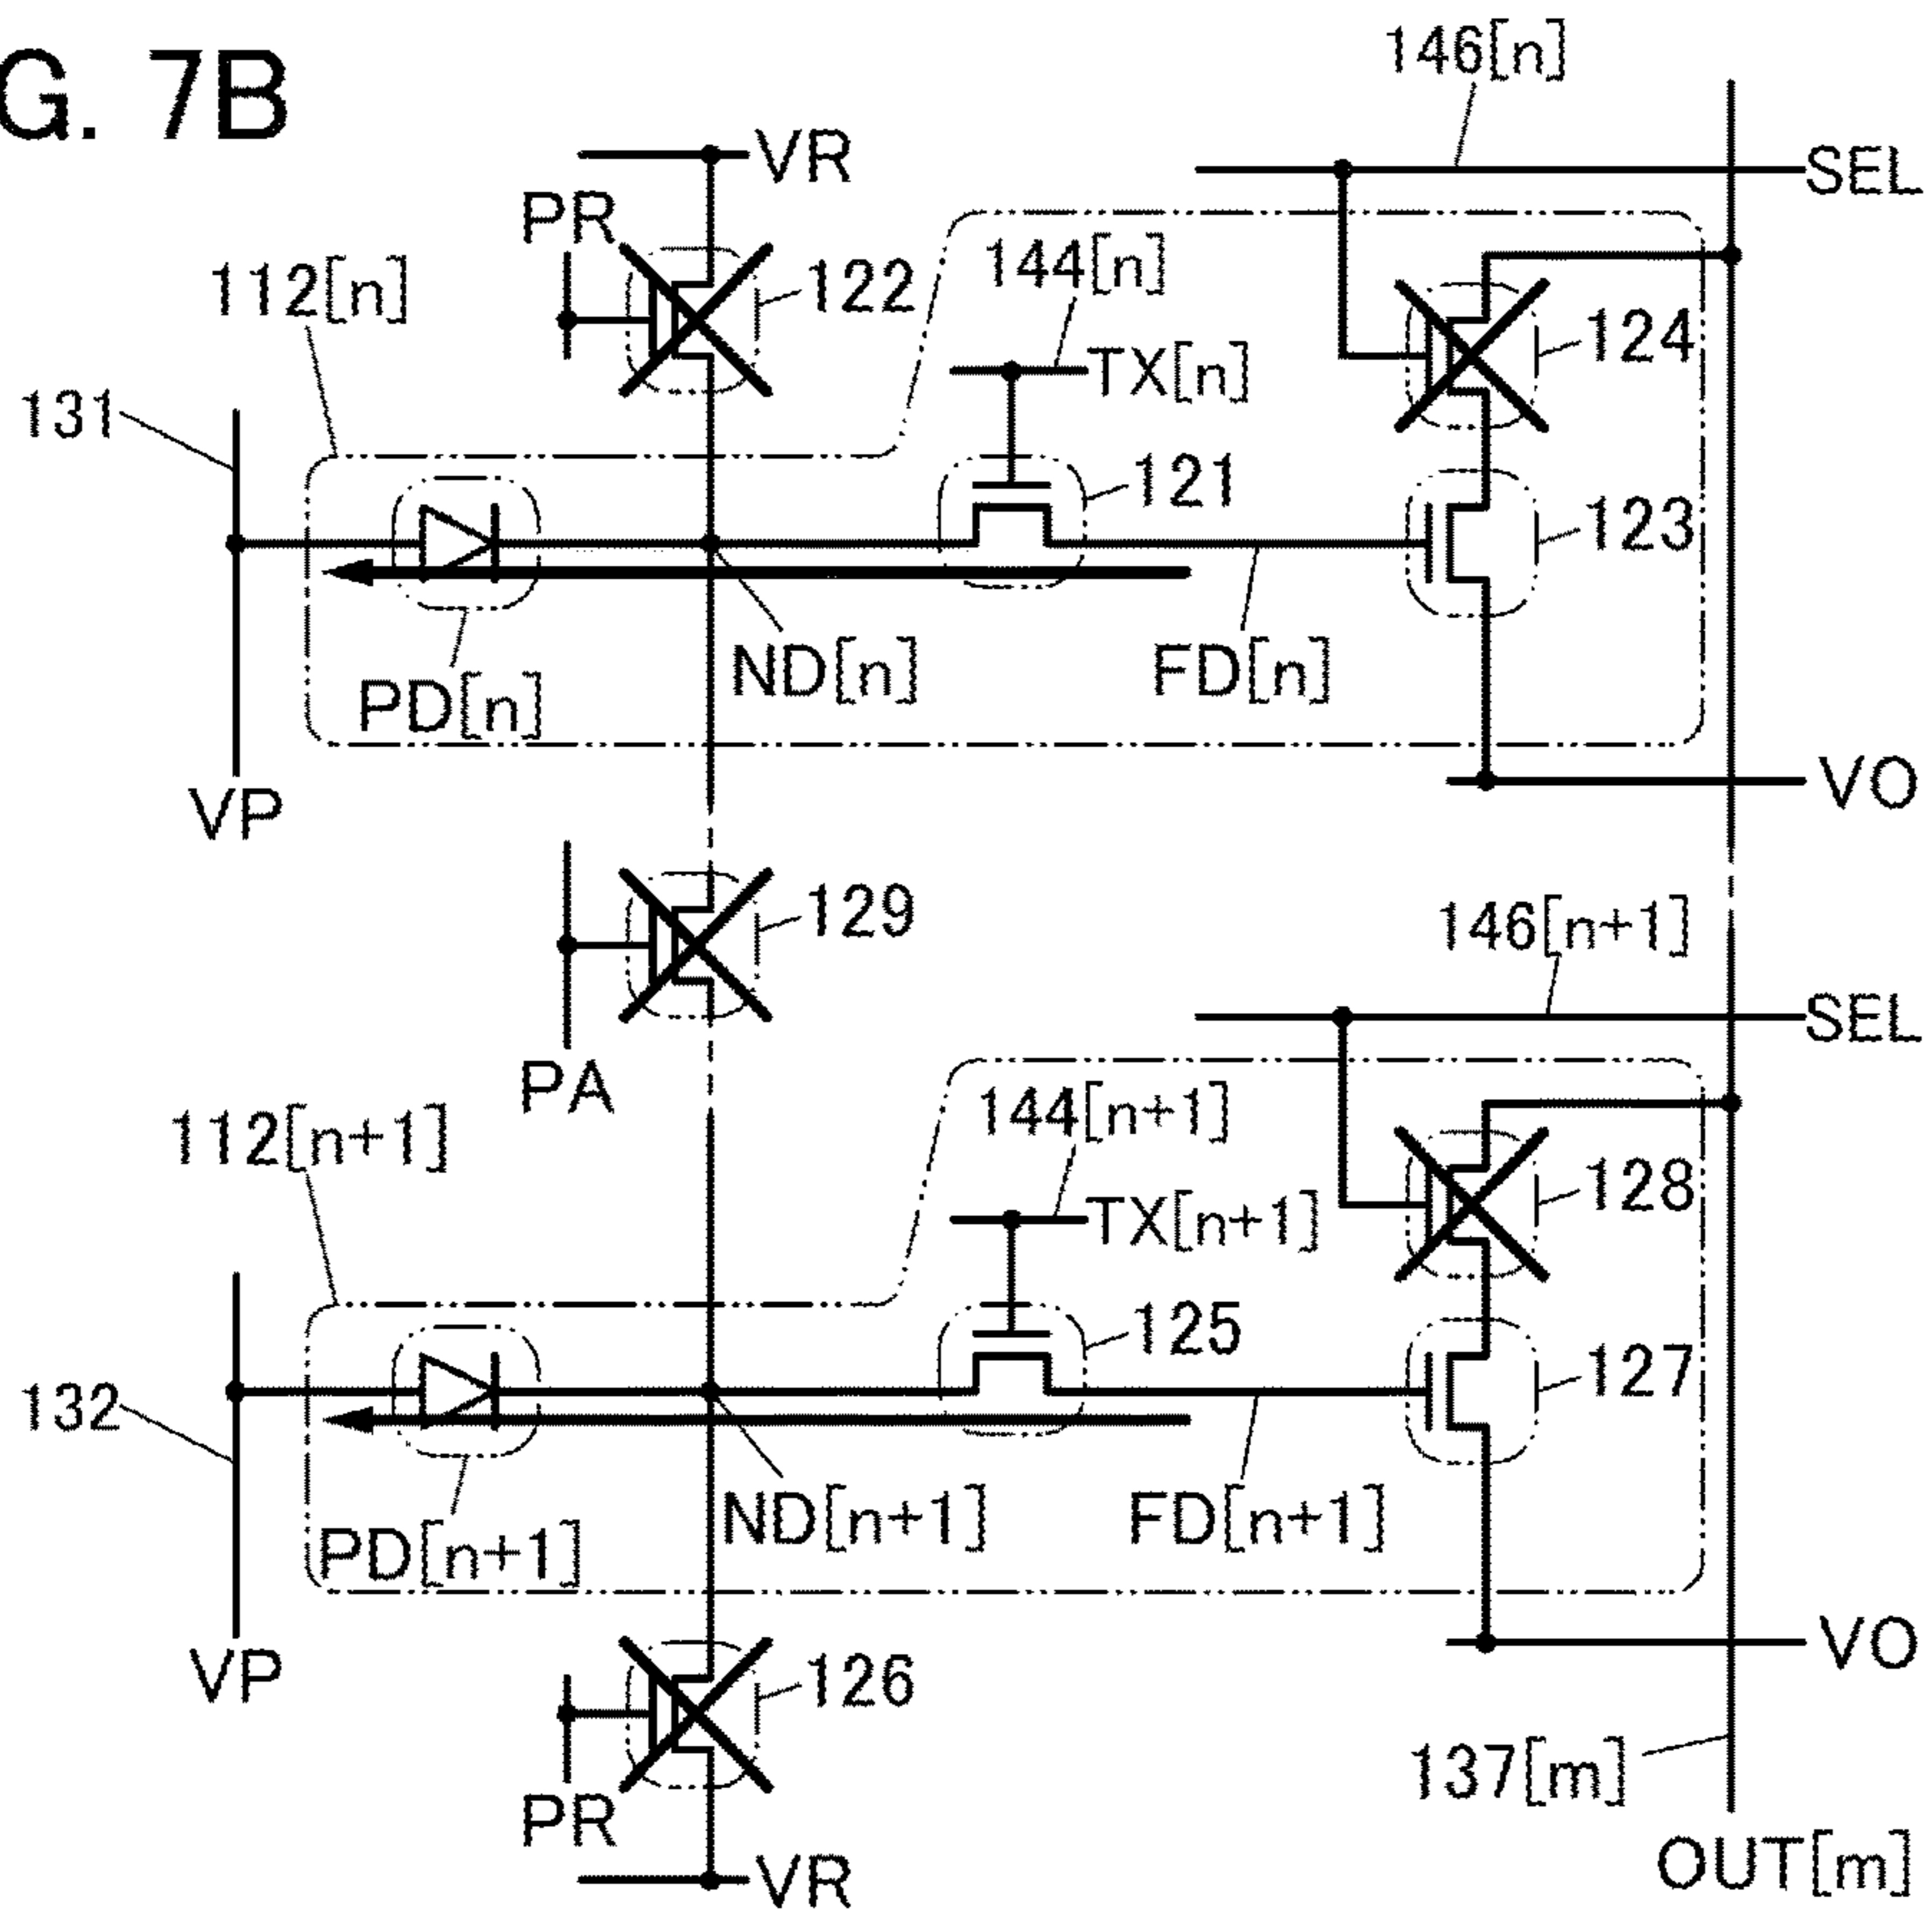 G. 7B
146[n]
VR
SEL
PR
112[n]
122
144[n]
124
TX[n]
131
121
123
ND[n]
FD[n]
PD[n]
VP
VO
129
146[n+1]
SEL
PA
112[n+1]
144[n+1]
128
TX[n+1]
125
127
132
ND[n+1]
FD[n+1]
PD[n+1]
VP
VO
126
137[m]
PR
VR
OUT[m]